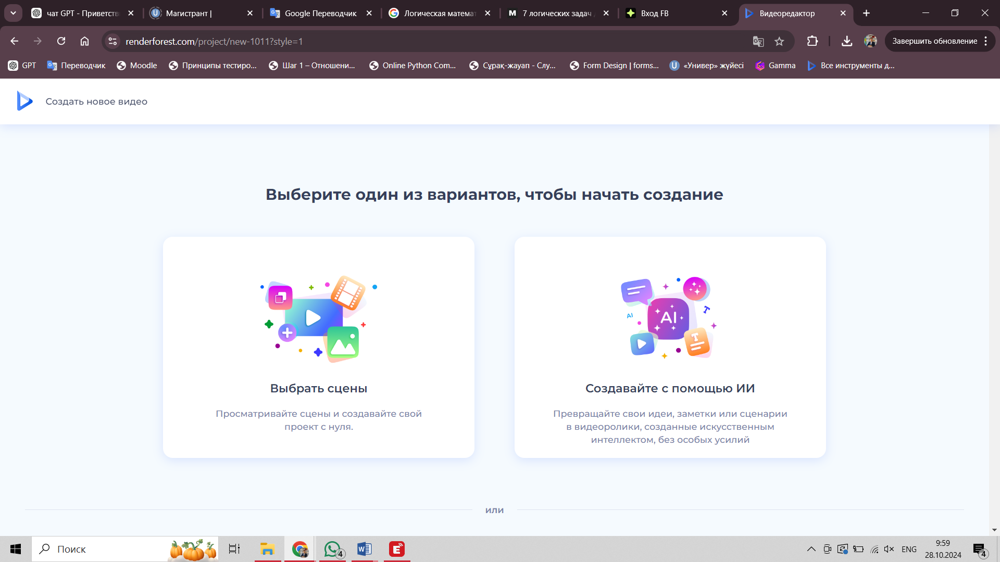 чат GPT - Приветств
Магистрант |
Google Переводчик
Логическая математ
7 логических задач
Вход FB
Видеоредактор
renderforest.com/project/new-1011?style=1
Завершить обновление
GPT
Переводчик
Moodle
Принципы тестиро...
Шаг 1 – Отношени...
Online Python Com...
Сұрақ-жауап - Слу...
Form Design | forms...
«Универ» жүйесі
Gamma
Все инструменты д...
Создать новое видео
Выберите один из вариантов, чтобы начать создание
AI
AI
Выбрать сцены
Просматривайте сцены и создавайте свой
проект с нуля.
Создавайте с помощью ИИ
Превращайте свои идеи, заметки или сценарии
в видеоролики, созданные искусственным
интеллектом, без особых усилий
или
Поиск
4
ENG
9:59
28.10.2024
4